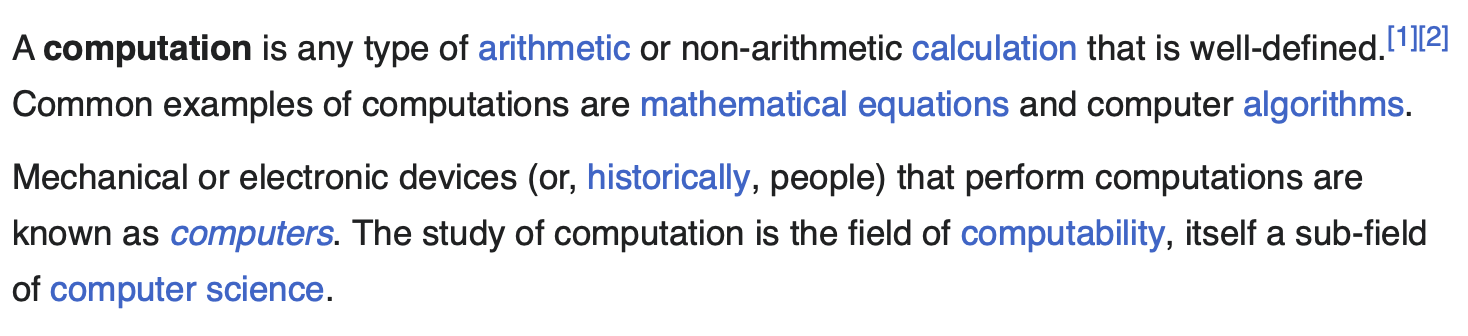 A computation is any type of arithmetic or non-arithmetic calculation that is well-defined.[1][2]
Common examples of computations are mathematical equations and computer algorithms.
Mechanical or electronic devices (or, historically, people) that perform computations are
known as computers. The study of computation is the field of computability, itself a sub-field
of computer science.